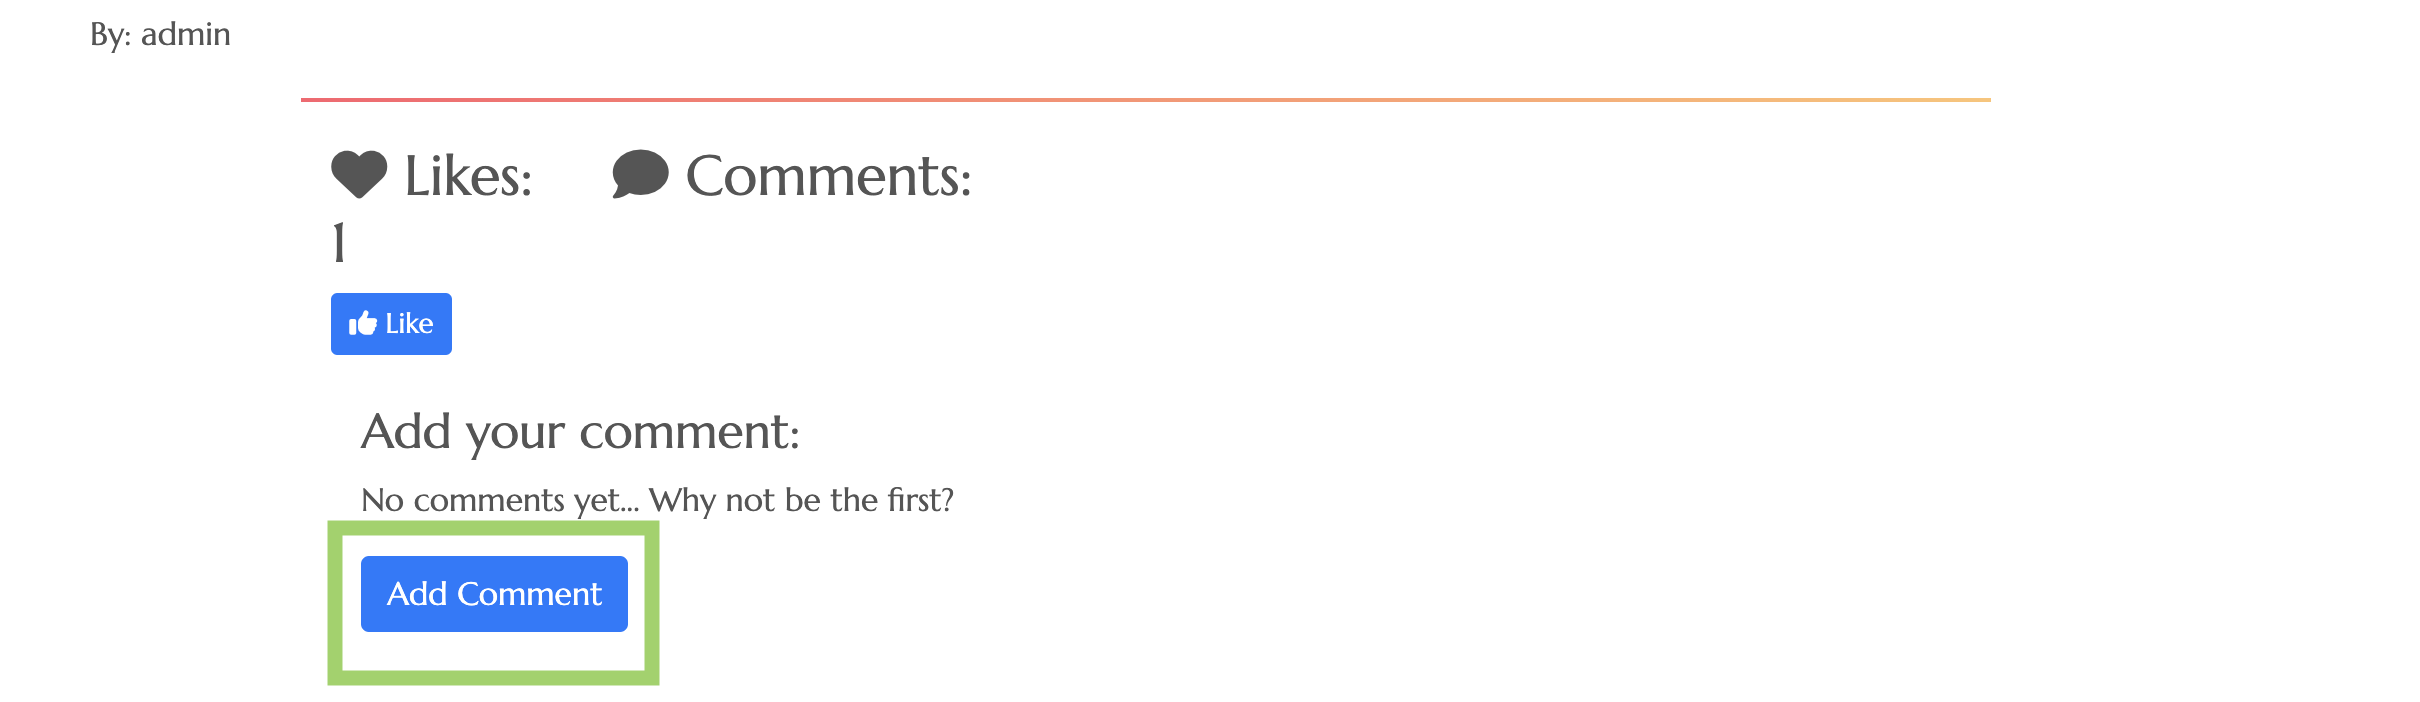 By: admin
Likes: Comments:
1
Like
Add your comment:
No comments yet... Why not be the first?
Add Comment